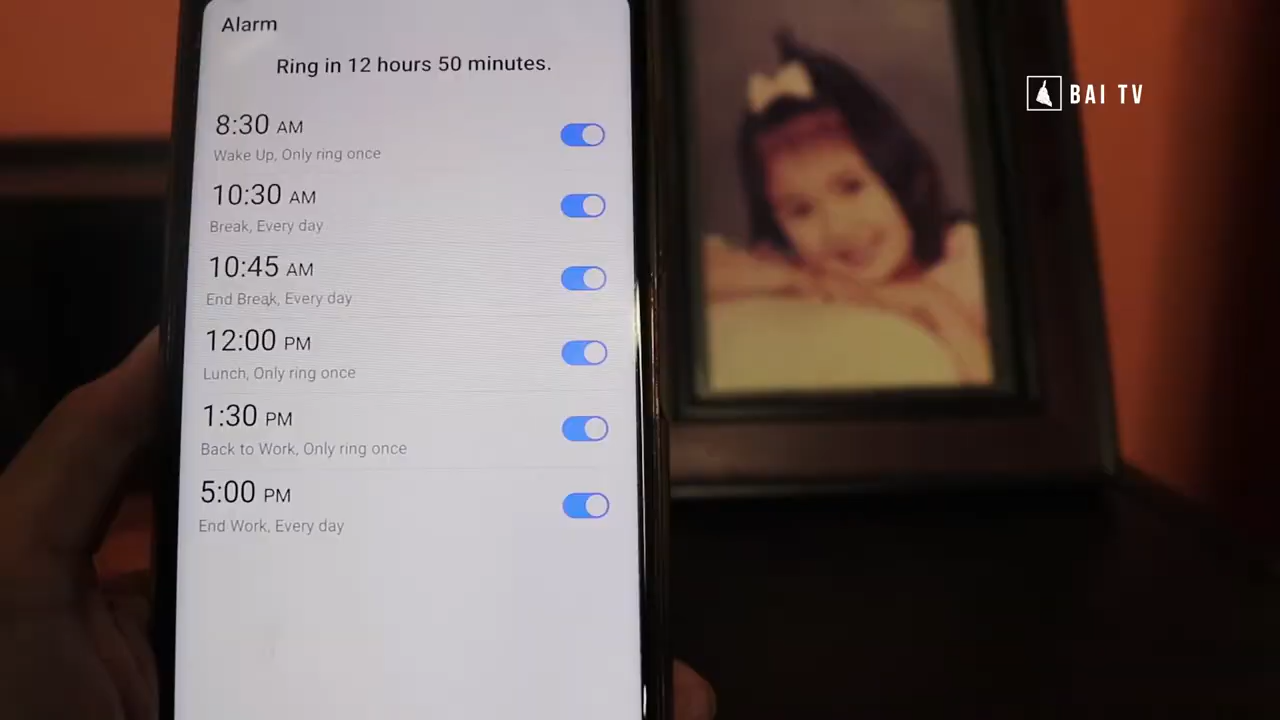 Alarm
Ring in 12 hours 50 minutes.
8:30 AM
Wake Up, Only ring once
10:30 AM
Break, Every day
10:45 AM
End Break, Every day
12:00 PM
Lunch, Only ring once
1:30 PM
Back to Work, Only ring once
5:00 PM
End Work, Every day
BAI TV